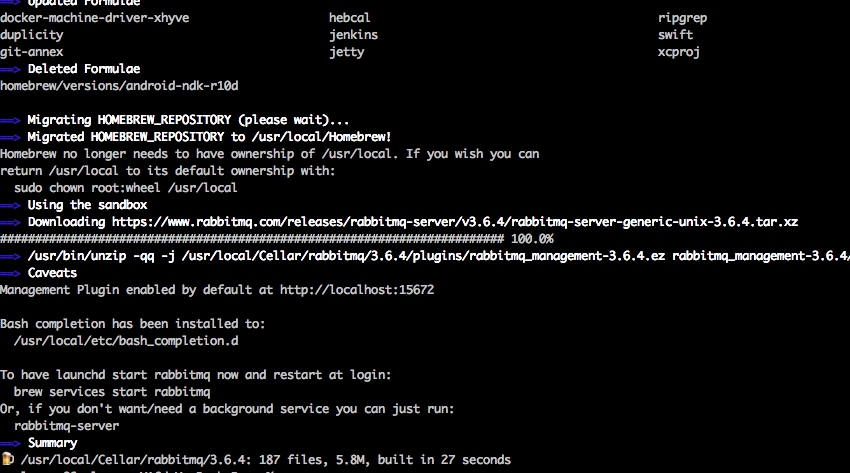 ==> Updated Formulae
docker-machine-driver-xhyve hebcal ripgrep
duplicity jenkins swift
git-annex jetty xcproj
==> Deleted Formulae
homebrew/versions/android-ndk-r10d
==> Migrating HOMEBREW_REPOSITORY (please wait)...
==> Migrated HOMEBREW_REPOSITORY to /usr/local/Homebrew!
Homebrew no longer needs to have ownership of /usr/local. If you wish you can
return /usr/local to its default ownership with:
sudo chown root:wheel /usr/local
==> Using the sandbox
==> Downloading https://www.rabbitmq.com/releases/rabbitmq-server/v3.6.4/rabbitmq-server-generic-unix-3.6.4.tar.xz
######################################################################## 100.0%
==> /usr/bin/unzip -qq -j /usr/local/Cellar/rabbitmq/3.6.4/plugins/rabbitmq_management-3.6.4.ez rabbitmq_management-3.6.4/
==> Caveats
Management Plugin enabled by default at http://localhost:15672
Bash completion has been installed to:
/usr/local/etc/bash_completion.d
To have launchd start rabbitmq now and restart at login:
brew services start rabbitmq
Or, if you don't want/need a background service you can just run:
rabbitmq-server
==> Summary
🍺 /usr/local/Cellar/rabbitmq/3.6.4: 187 files, 5.8M, built in 27 seconds